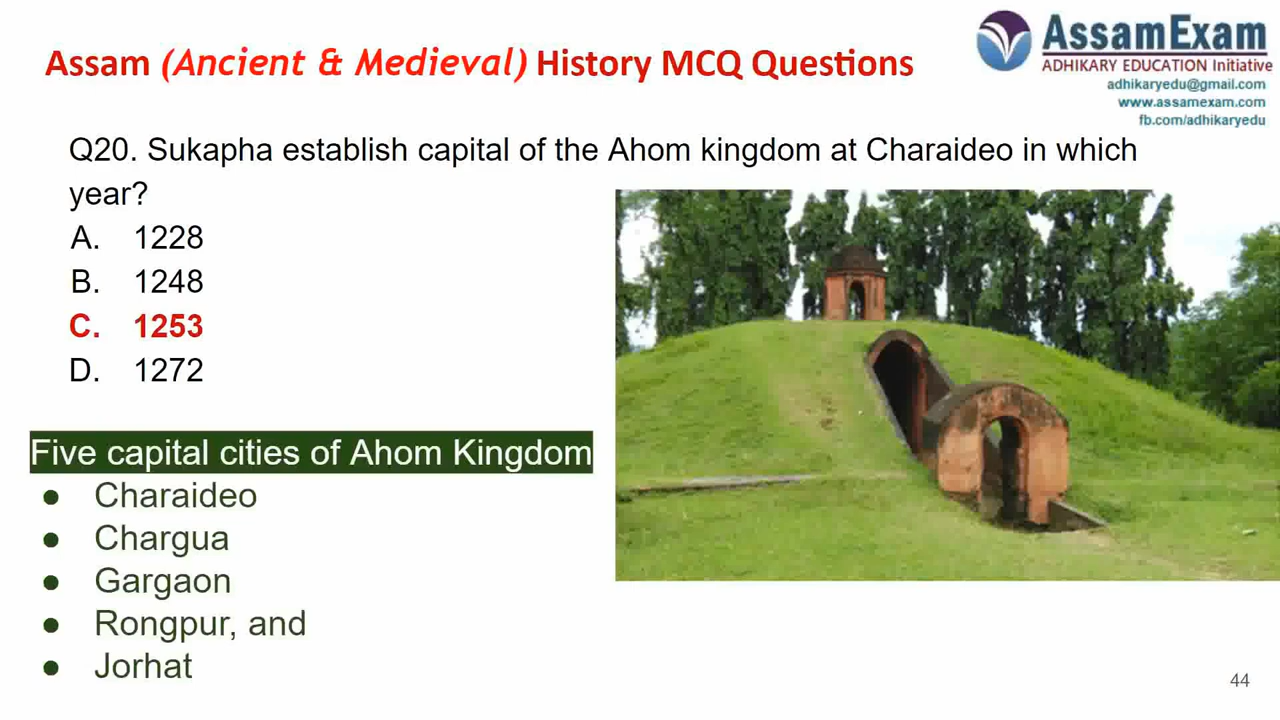 Assam (Ancient & Medieval) History MCQ Questions
AssamExam
ADHIKARY EDUCATION Initiative
adhikaryedu@gmail.com
www.assamexam.com
fb.com/adhikaryedu
Q20. Sukapha establish capital of the Ahom kingdom at Charaideo in which
year?
A. 1228
B. 1248
C. 1253
D. 1272
Five capital cities of Ahom Kingdom
● Charaideo
● Chargua
● Gargaon
● Rongpur, and
● Jorhat
44